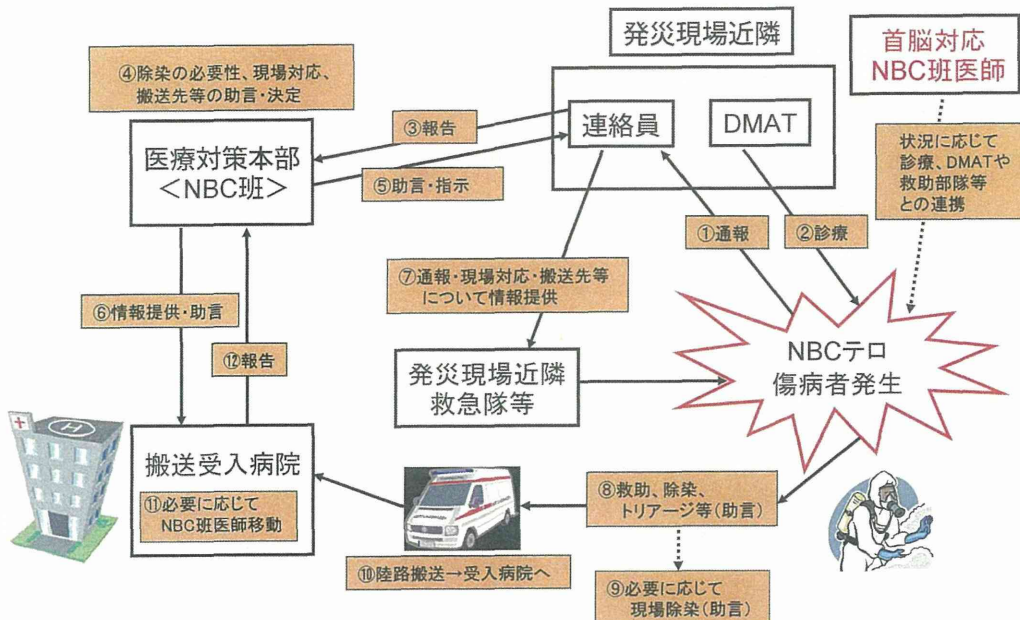 発災現場近隣
首脳対応
NBC班医師
④除染の必要性、現場対応、
搬送先等の助言・決定
連絡員
DMAT
③報告
医療対策本部
<NBC班>
⑤助言・指示
状況に応じて
診療、DMATや
救助部隊等
との連携
①通報
②診療
⑦通報・現場対応・搬送先等
について情報提供
⑥情報提供・助言
⑫報告
NBCテロ
傷病者発生
発災現場近隣
救急隊等
H
搬送受入病院
⑪必要に応じて
NBC班医師移動
⑧救助、除染、
トリアージ等(助言)
⑩陸路搬送→受入病院へ
⑨必要に応じて
現場除染(助言)